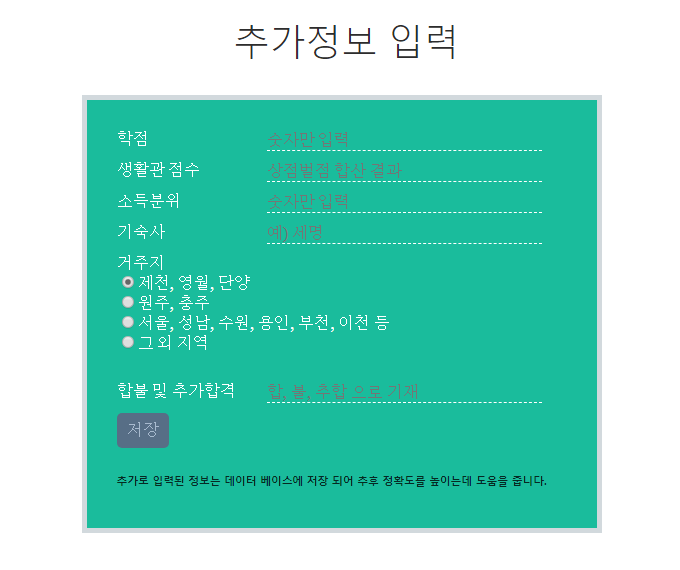 추가정보 입력
학점 숫자만 입력
생활관 점수 상점벌점 합산 결과
소득분위 숫자만 입력
기숙사 예) 세명
거주지
제천, 영월, 단양
원주, 충주
서울, 성남, 수원, 용인, 부천, 이천 등
그 외 지역
합불 및 추가합격 합, 불, 추합 으로 기재
저장
추가로 입력된 정보는 데이터 베이스에 저장 되어 추후 정확도를 높이는데 도움을 줍니다.